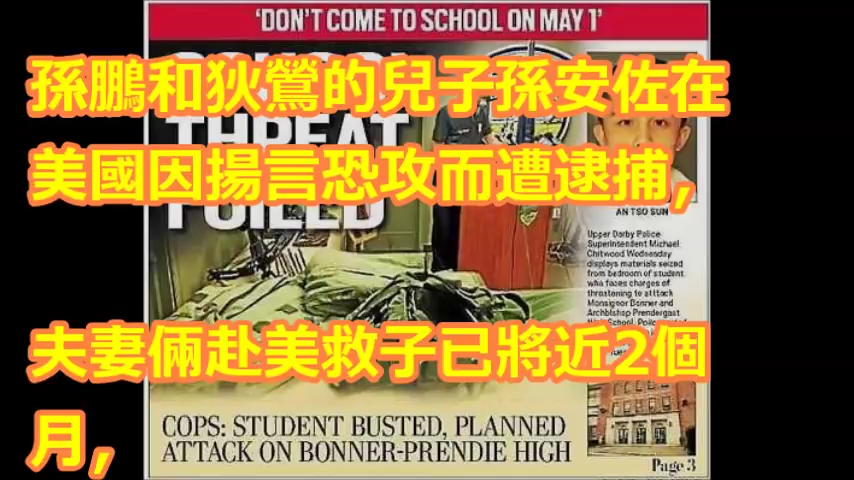 'DON'T COME TO SCHOOL ON MAY 1'
孫鵬和狄鶯的兒子孫安佐在
THREAT
美國因揚言恐攻而遭逮捕,
FOILED
AN TSO SUN
Upper Darby Police
Superintendent Michael
Chitwood Wednesday
displays materials seized
from bedroom of student
who faces charges of
threatening to atttack
Monsignor Bonner and
Archbishop Prendergast
夫妻倆赴美救子已將近2個
月,
COPS: STUDENT BUSTED, PLANNED
ATTACK ON BONNER-PRENDIE HIGH
Page 3